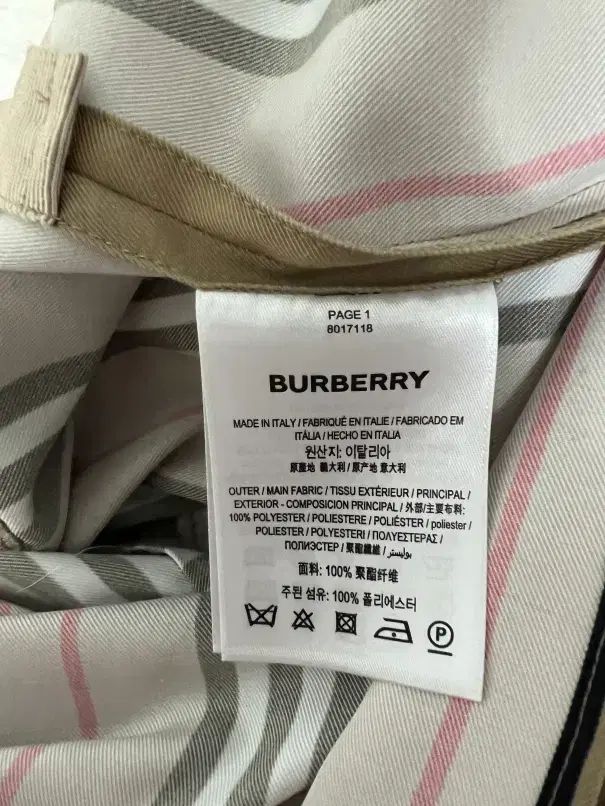 PAGE 1
8017118
BURBERRY
MADE IN ITALY / FABRIQUÉ EN ITALIE / FABRICADO EM
ITÁLIA / HECHO EN ITALIA
원산지: 이탈리아
原産地 義大利 / 原产地 意大利
OUTER / MAIN FABRIC / TISSU EXTÉRIEUR / PRINCIPAL /
EXTERIOR - COMPOSICION PRINCIPAL / 外部/主要布料:
100% POLYESTER / POLIESTERE / POLIÉSTER / poliester /
POLIESTER / POLYESTERI / ΠΟΛΥΕΣΤΕΡΑΣ /
ПОЛИЭСТЕР / 聚酯纖維 / بوليستر /
面料: 100% 聚酯纤维
주된 섬유: 100% 폴리에스터
P